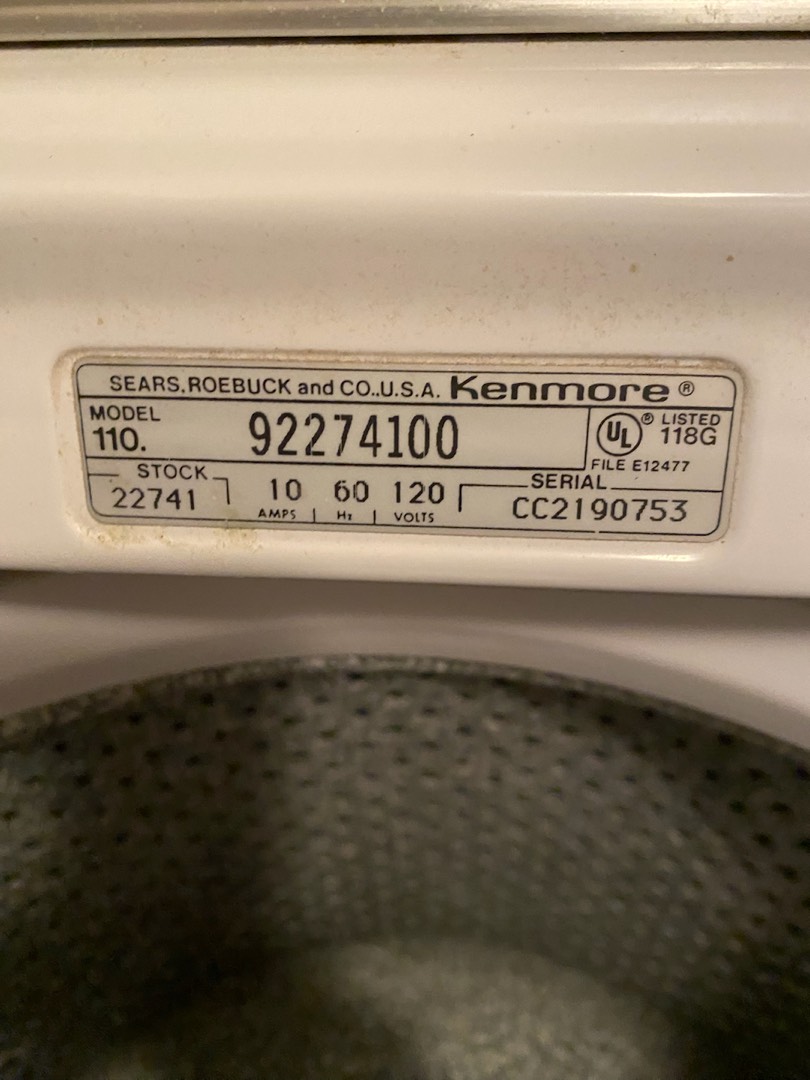 SEARS, ROEBUCK and CO., U.S.A. Kenmore ®
MODEL
110. 92274100
UL ® LISTED
118G
FILE E12477
STOCK
22741
10 60 120
AMPS Hz VOLTS
SERIAL
CC2190753